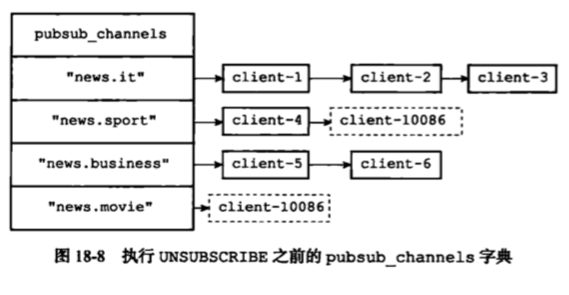 pubsub_channels
"news.it" client-1 client-2 client-3
"news.sport" client-4 client-10086
"news.business" client-5 client-6
"news.movie" client-10086
图 18-8 执行 UNSUBSCRIBE 之前的 pubsub_channels 字典